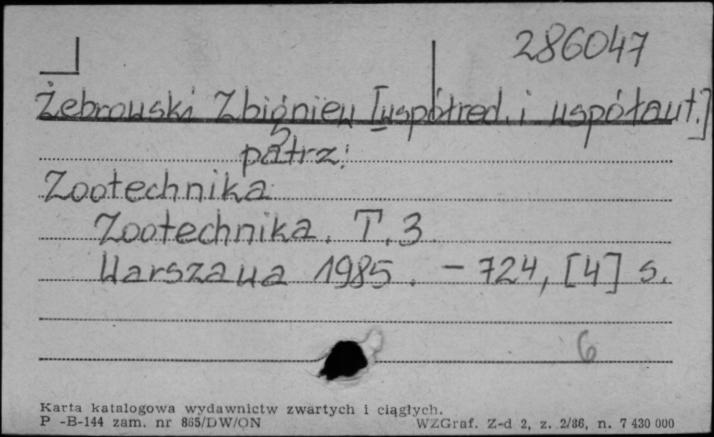 286047
Żebrowski Zbigniew [współred. i współaut.]
patrz:
Zootechnika
Zootechnika. T. 3
Warszawa 1985. - 724, [4] s.
6
Karta katalogowa wydawnictw zwartych i ciągłych.
P -B-144 zam. nr 865/DW/ON WZGraf. Z-d 2, z. 2/86, n. 7 430 000